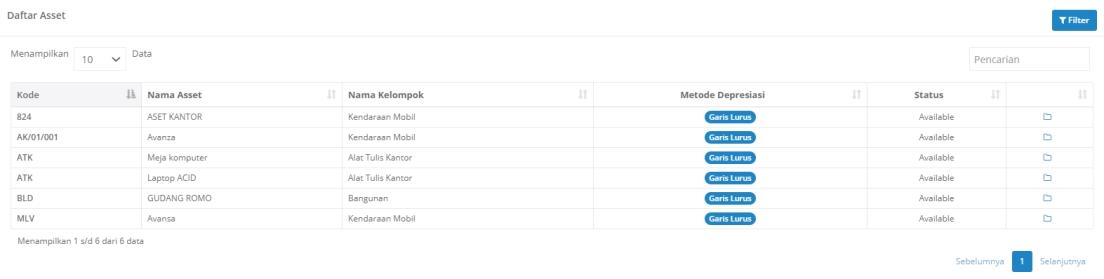 Daftar Asset
Filter
Menampilkan 10 Data
Pencarian
Kode Nama Asset Nama Kelompok Metode Depresiasi Status
824 ASET KANTOR Kendaraan Mobil Garis Lurus Available
AK/01/001 Avanza Kendaraan Mobil Garis Lurus Available
ATK Meja komputer Alat Tulis Kantor Garis Lurus Available
ATK Laptop ACID Alat Tulis Kantor Garis Lurus Available
BLD GUDANG ROMO Bangunan Garis Lurus Available
MLV Avansa Kendaraan Mobil Garis Lurus Available
Menampilkan 1 s/d 6 dari 6 data
Sebelumnya 1 Selanjutnya